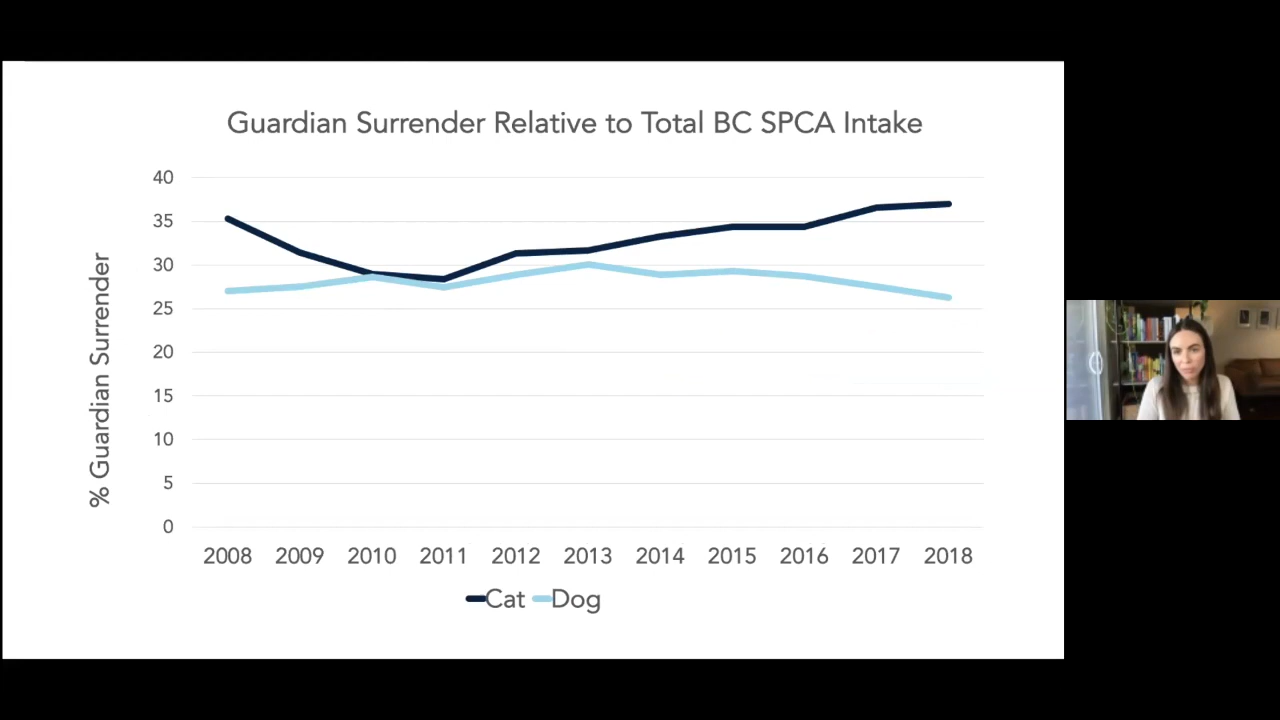 Guardian Surrender Relative to Total BC SPCA Intake
% Guardian Surrender
40
35
30
25
20
15
10
5
0
2008 2009 2010 2011 2012 2013 2014 2015 2016 2017 2018
Cat Dog